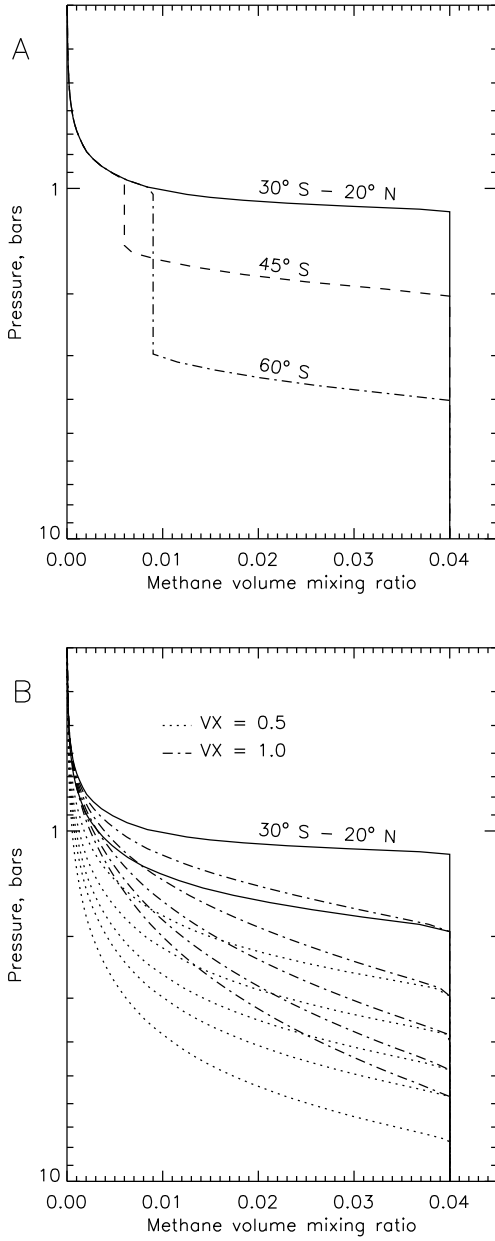 A
1
10
Pressure, bars
30° S – 20° N
45° S
60° S
0.00 0.01 0.02 0.03 0.04
Methane volume mixing ratio
B
VX = 0.5
VX = 1.0
1
10
Pressure, bars
30° S – 20° N
0.00 0.01 0.02 0.03 0.04
Methane volume mixing ratio